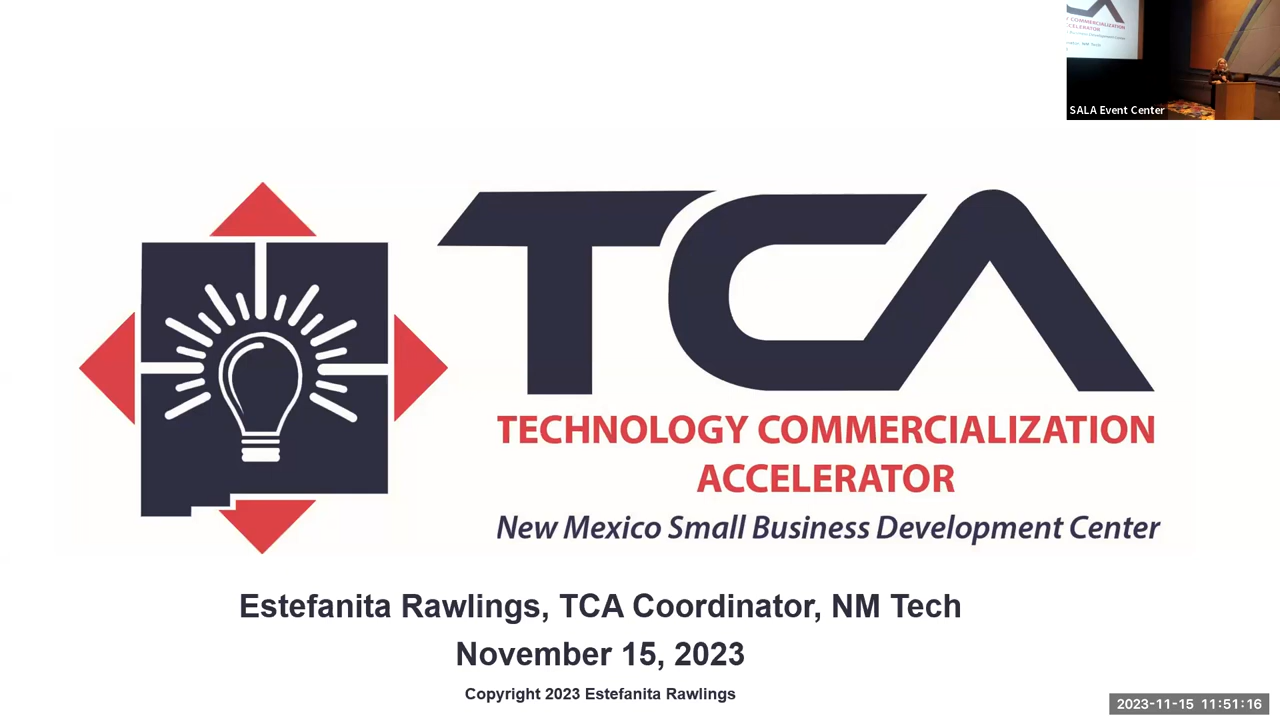 COMMERCIALIZATION
SALA Event Center
TCA
TECHNOLOGY COMMERCIALIZATION
ACCELERATOR
New Mexico Small Business Development Center
Estefanita Rawlings, TCA Coordinator, NM Tech
November 15, 2023
Copyright 2023 Estefanita Rawlings
2023-11-15 11:51:16